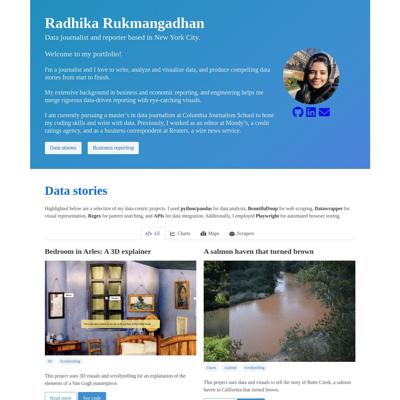 Radhika Rukmangadhan
Data journalist and reporter based in New York City.
Welcome to my portfolio!
I'm a journalist and I love to write, analyze and visualize data, and produce compelling data
stories from start to finish.
My extensive background in business and economic reporting, and engineering helps me
merge rigorous data-driven reporting with eye-catching visuals.
I am currently pursuing a master's in data journalism at Columbia Journalism School to hone
my coding skills and write with data. Previously, I worked as an editor at Moody's, a credit
ratings agency, and as a business correspondent at Reuters, a wire news service.
Data stories
Business reporting
Data stories
Highlighted below are a selection of my data-centric projects. I used python/pandas for data analysis, BeautifulSoup for web scraping, Datawrapper for
visual representation, Regex for pattern searching, and APIs for data integration. Additionally, I employed Playwright for automated browser testing.
All
Charts
Maps
Scrapers
Bedroom in Arles: A 3D explainer
A salmon forever that turned brown
3D
Scrollytelling
Charts
Scrollytelling
This project uses 3D visuals and scrollytelling for an explanation of the
elements of a Van Gogh masterpiece.
This project uses data and visuals to tell the story of Butte Creek, a salmon
haven in California that turned brown.
Read more
See code